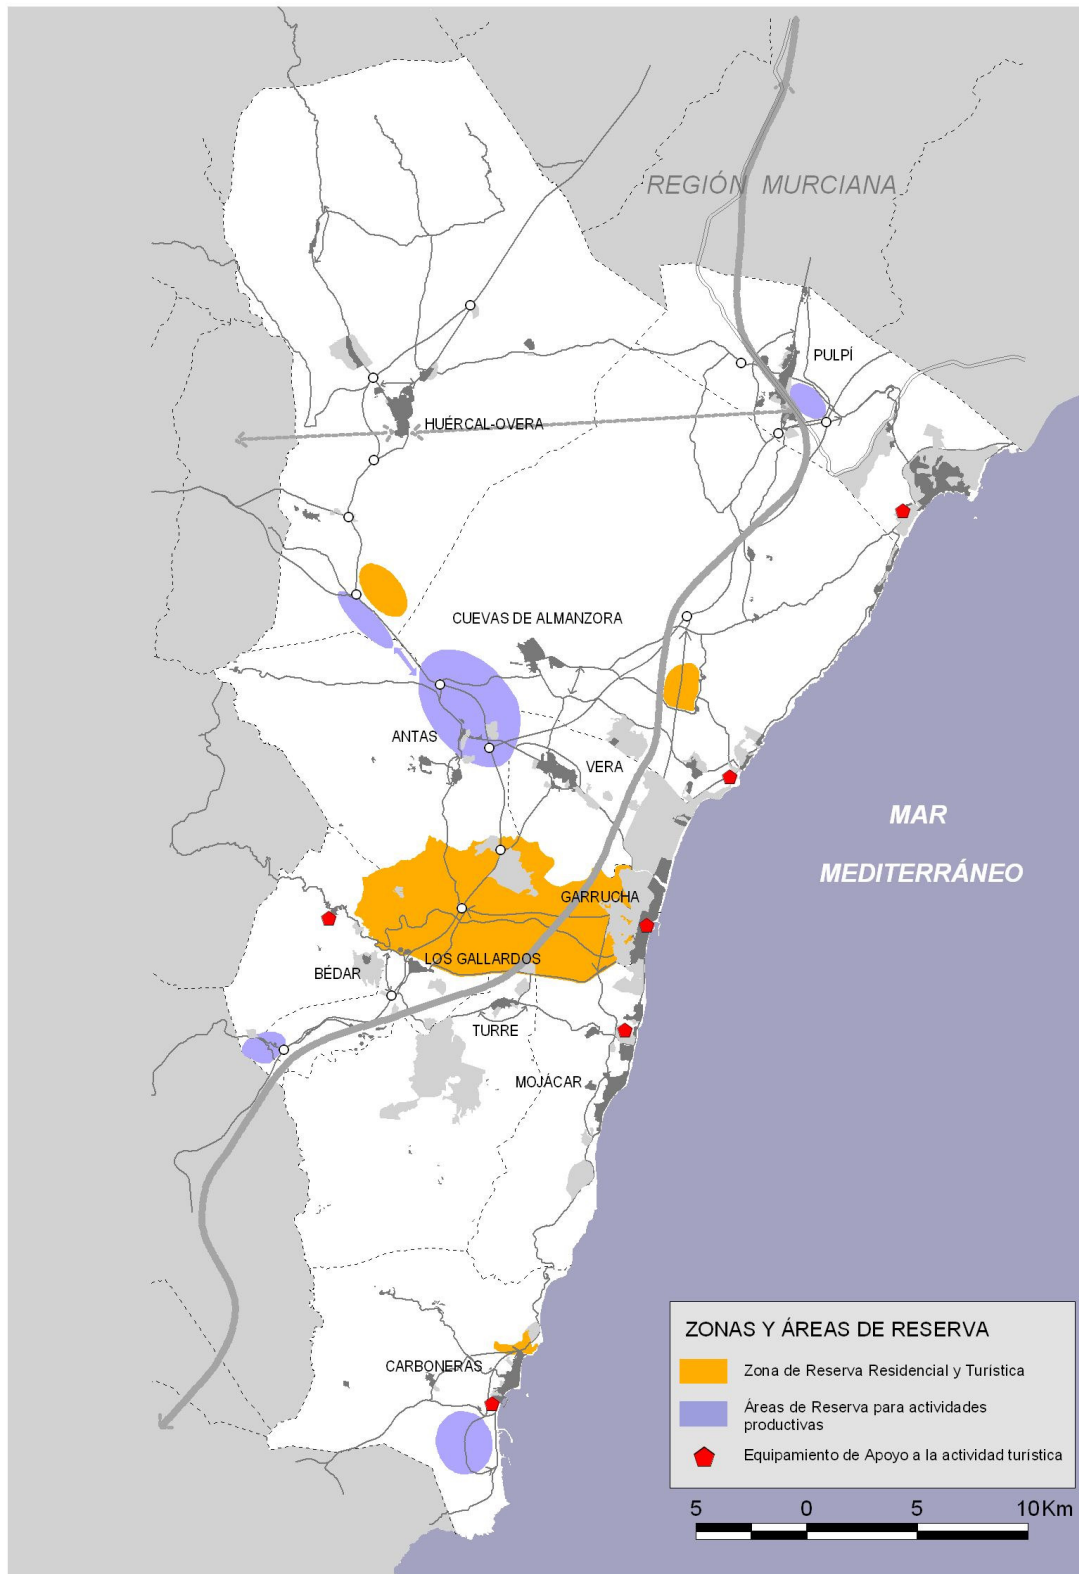 REGIÓN MURCIANA
PULPÍ
HUÉRCAL-OVERA
CUEVAS DE ALMANZORA
ANTAS
VERA
MAR
MEDITERRÁNEO
GARRUCHA
LOS GALLARDOS
BÉDAR
TURRE
MOJÁCAR
CARBONERAS
ZONAS Y ÁREAS DE RESERVA
Zona de Reserva Residencial y Turística
Áreas de Reserva para actividades
productivas
Equipamiento de Apoyo a la actividad turística
5 0 5 10Km